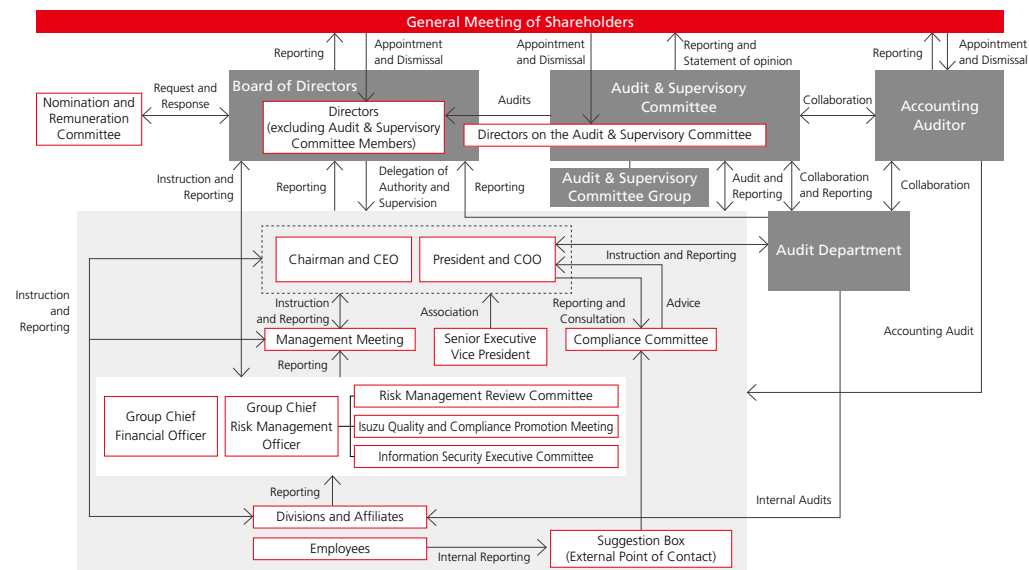 General Meeting of Shareholders
Reporting
Appointment
and Dismissal
Appointment
and Dismissal
Reporting and
Statement of opinion
Reporting
Appointment
and Dismissal
Nomination and
Remuneration
Committee
Request and
Response
Board of Directors
Directors
(excluding Audit & Supervisory
Committee Members)
Audits
Audit & Supervisory
Committee
Directors on the Audit & Supervisory Committee
Collaboration
Accounting
Auditor
Instruction and
Reporting
Reporting
Delegation of
Authority and
Supervision
Reporting
Audit & Supervisory
Committee Group
Audit and
Reporting
Collaboration
and Reporting
Collaboration
Audit Department
Chairman and CEO
President and COO
Instruction and Reporting
Instruction
and
Reporting
Instruction
and Reporting
Association
Reporting and
Consultation
Advice
Accounting Audit
Management Meeting
Senior Executive
Vice President
Compliance Committee
Reporting
Group Chief
Financial Officer
Group Chief
Risk Management
Officer
Risk Management Review Committee
Isuzu Quality and Compliance Promotion Meeting
Information Security Executive Committee
Reporting
Internal Audits
Divisions and Affiliates
Employees
Internal Reporting
Suggestion Box
(External Point of Contact)